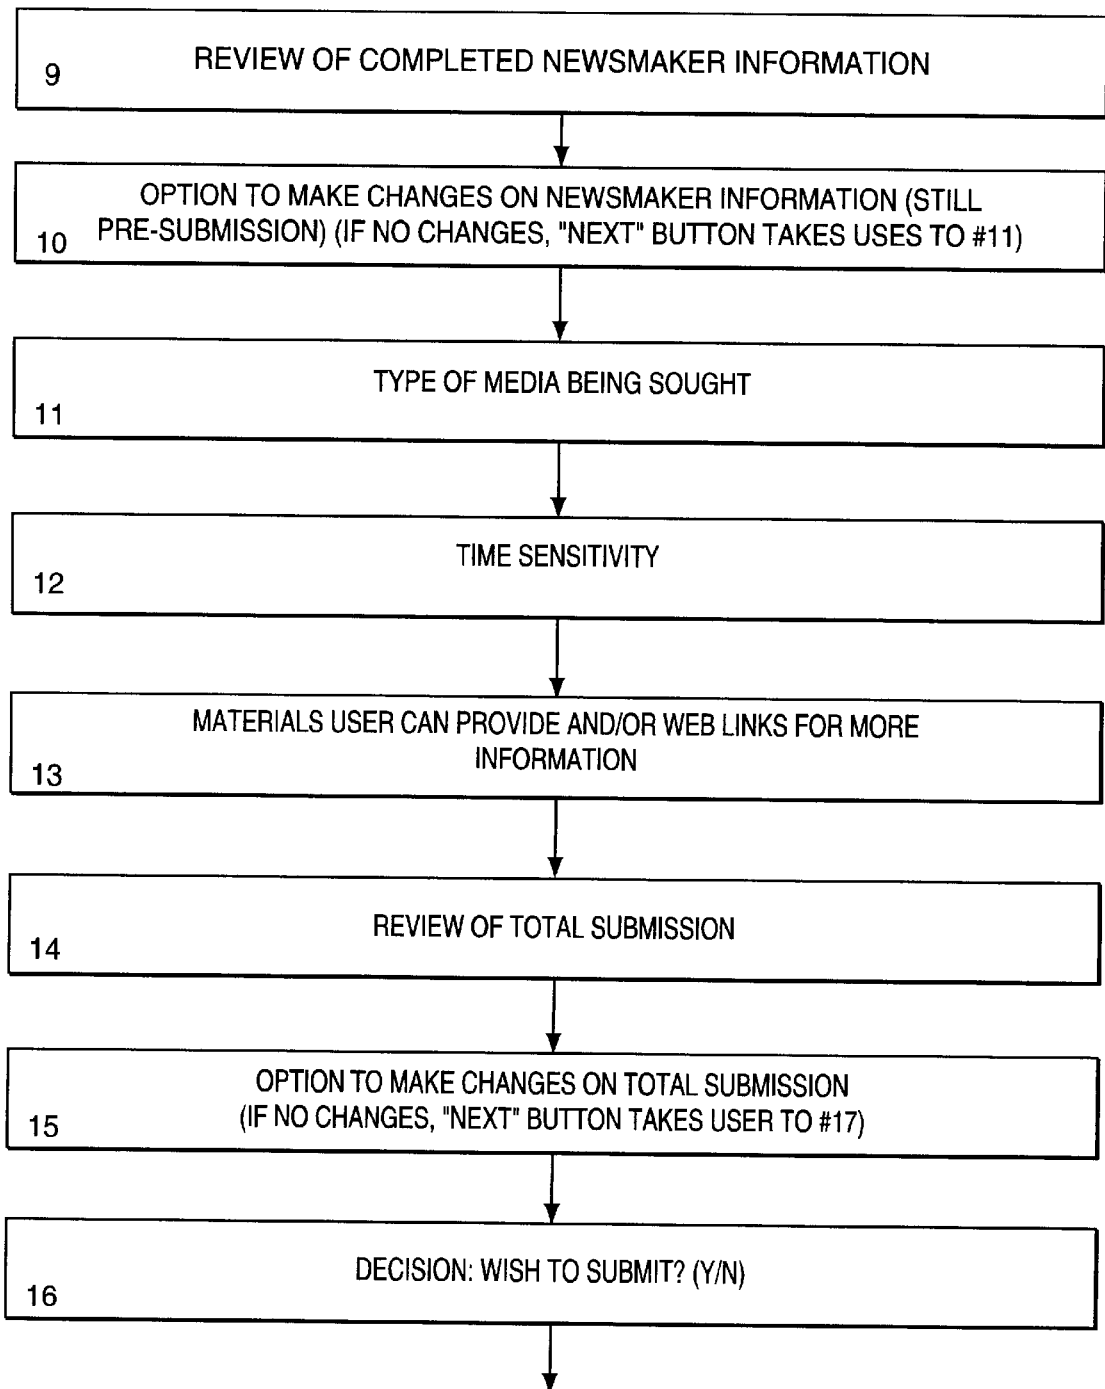 REVIEW OF COMPLETED NEWSMAKER INFORMATION
9
OPTION TO MAKE CHANGES ON NEWSMAKER INFORMATION (STILL
PRE-SUBMISSION) (IF NO CHANGES, "NEXT" BUTTON TAKES USES TO #11)
10
TYPE OF MEDIA BEING SOUGHT
11
TIME SENSITIVITY
12
MATERIALS USER CAN PROVIDE AND/OR WEB LINKS FOR MORE
INFORMATION
13
REVIEW OF TOTAL SUBMISSION
14
OPTION TO MAKE CHANGES ON TOTAL SUBMISSION
(IF NO CHANGES, "NEXT" BUTTON TAKES USER TO #17)
15
DECISION: WISH TO SUBMIT? (Y/N)
16